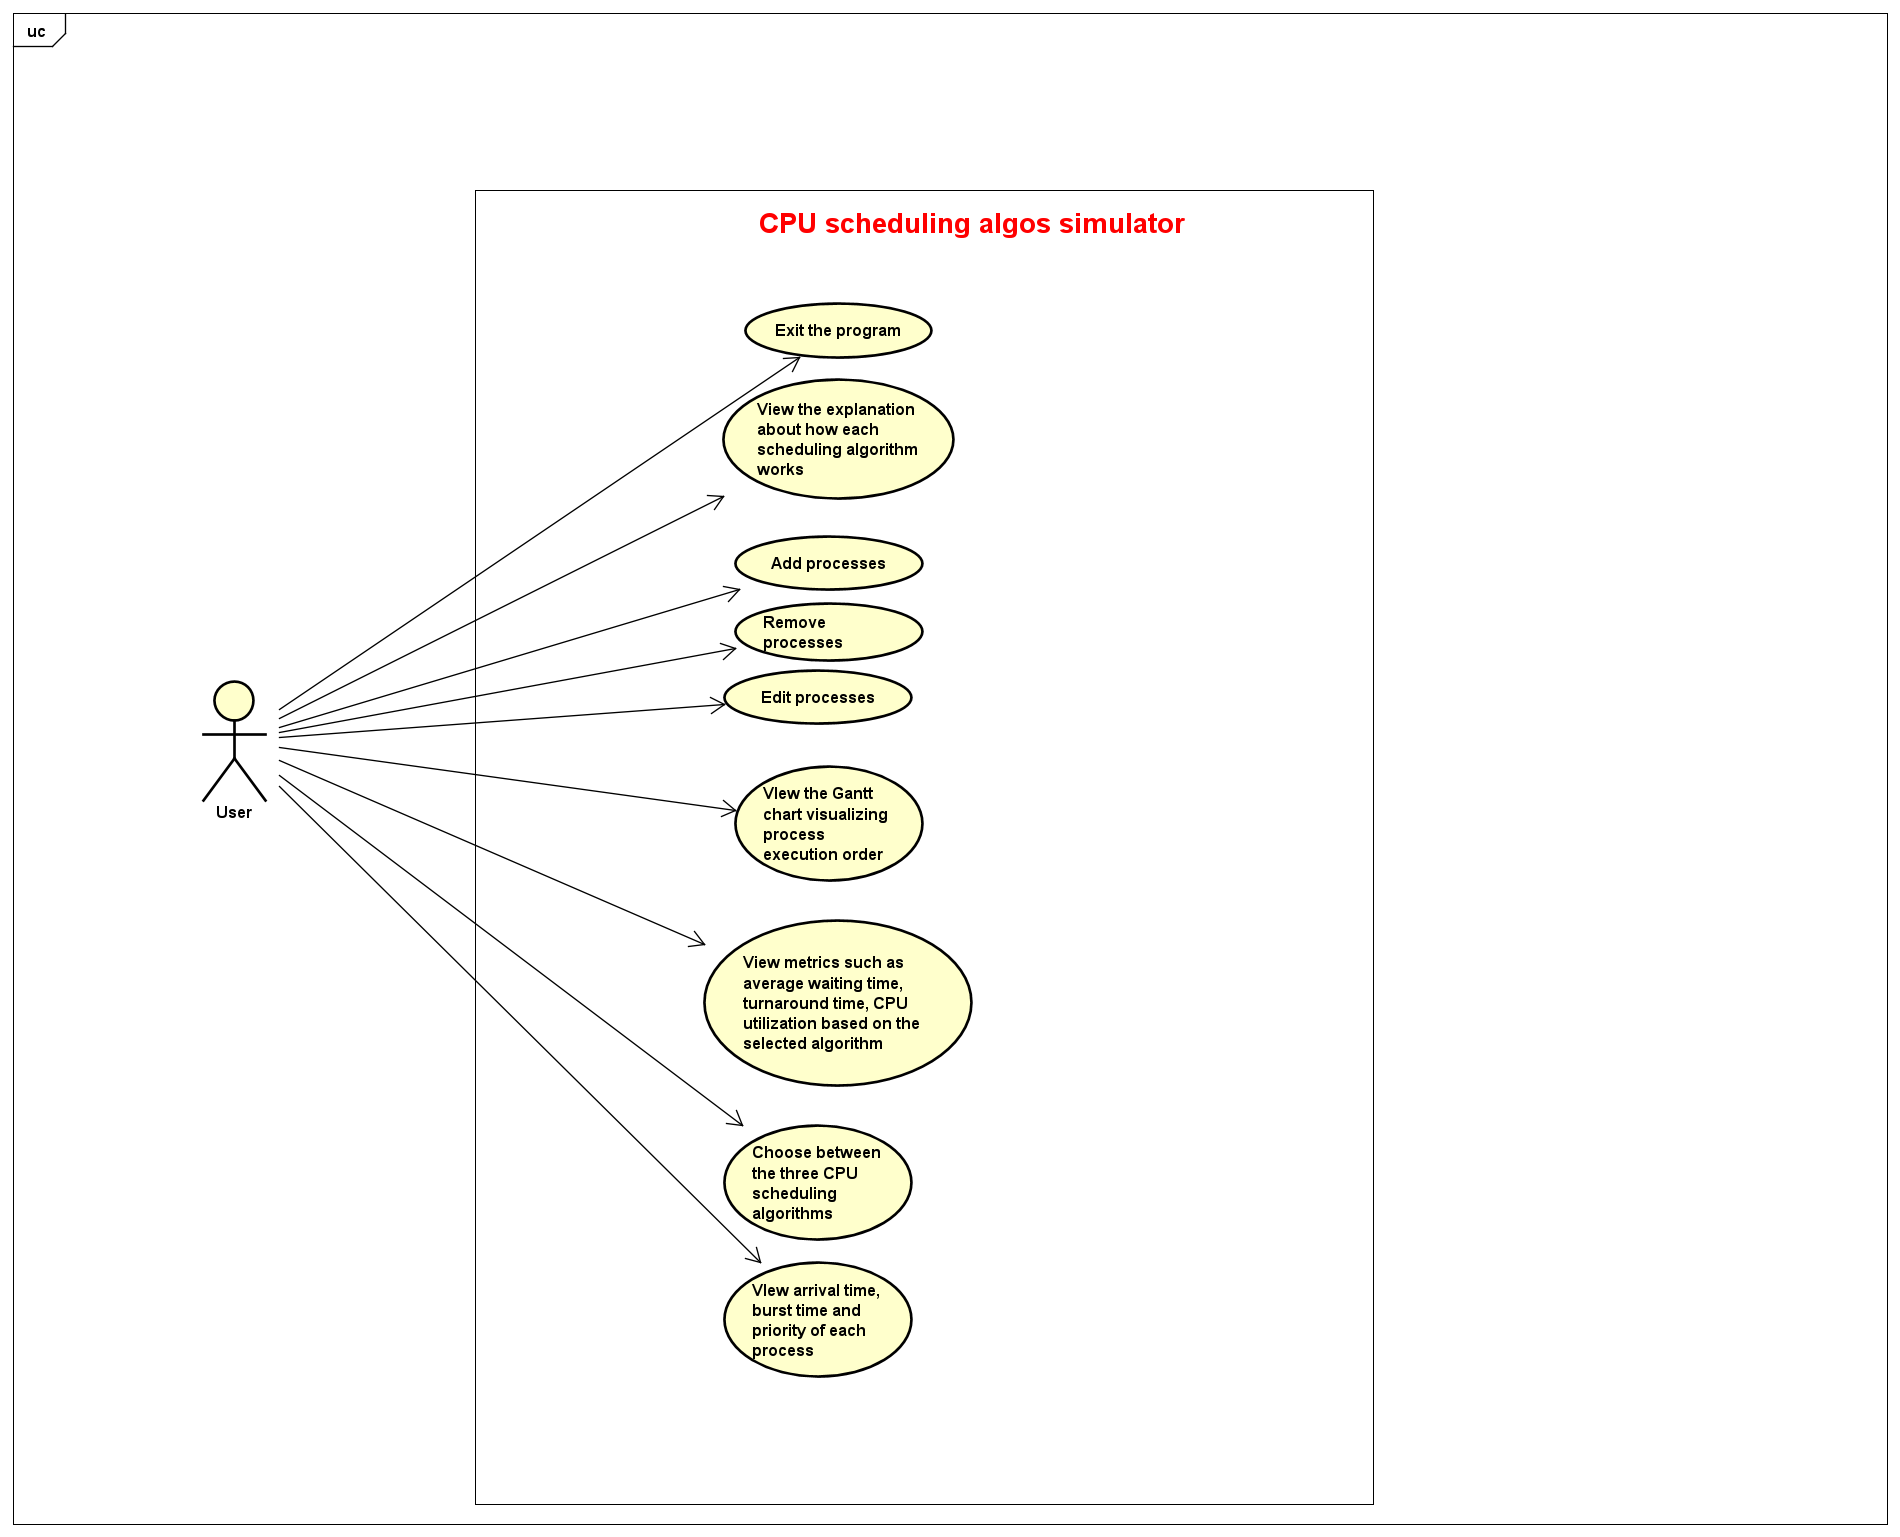 uc
CPU scheduling algos simulator
Exit the program
View the explanation
about how each
scheduling algorithm
works
Add processes
Remove
processes
Edit processes
VIew the Gantt
chart visualizing
process
execution order
User
View metrics such as
average waiting time,
turnaround time, CPU
utilization based on the
selected algorithm
Choose between
the three CPU
scheduling
algorithms
VIew arrival time,
burst time and
priority of each
process